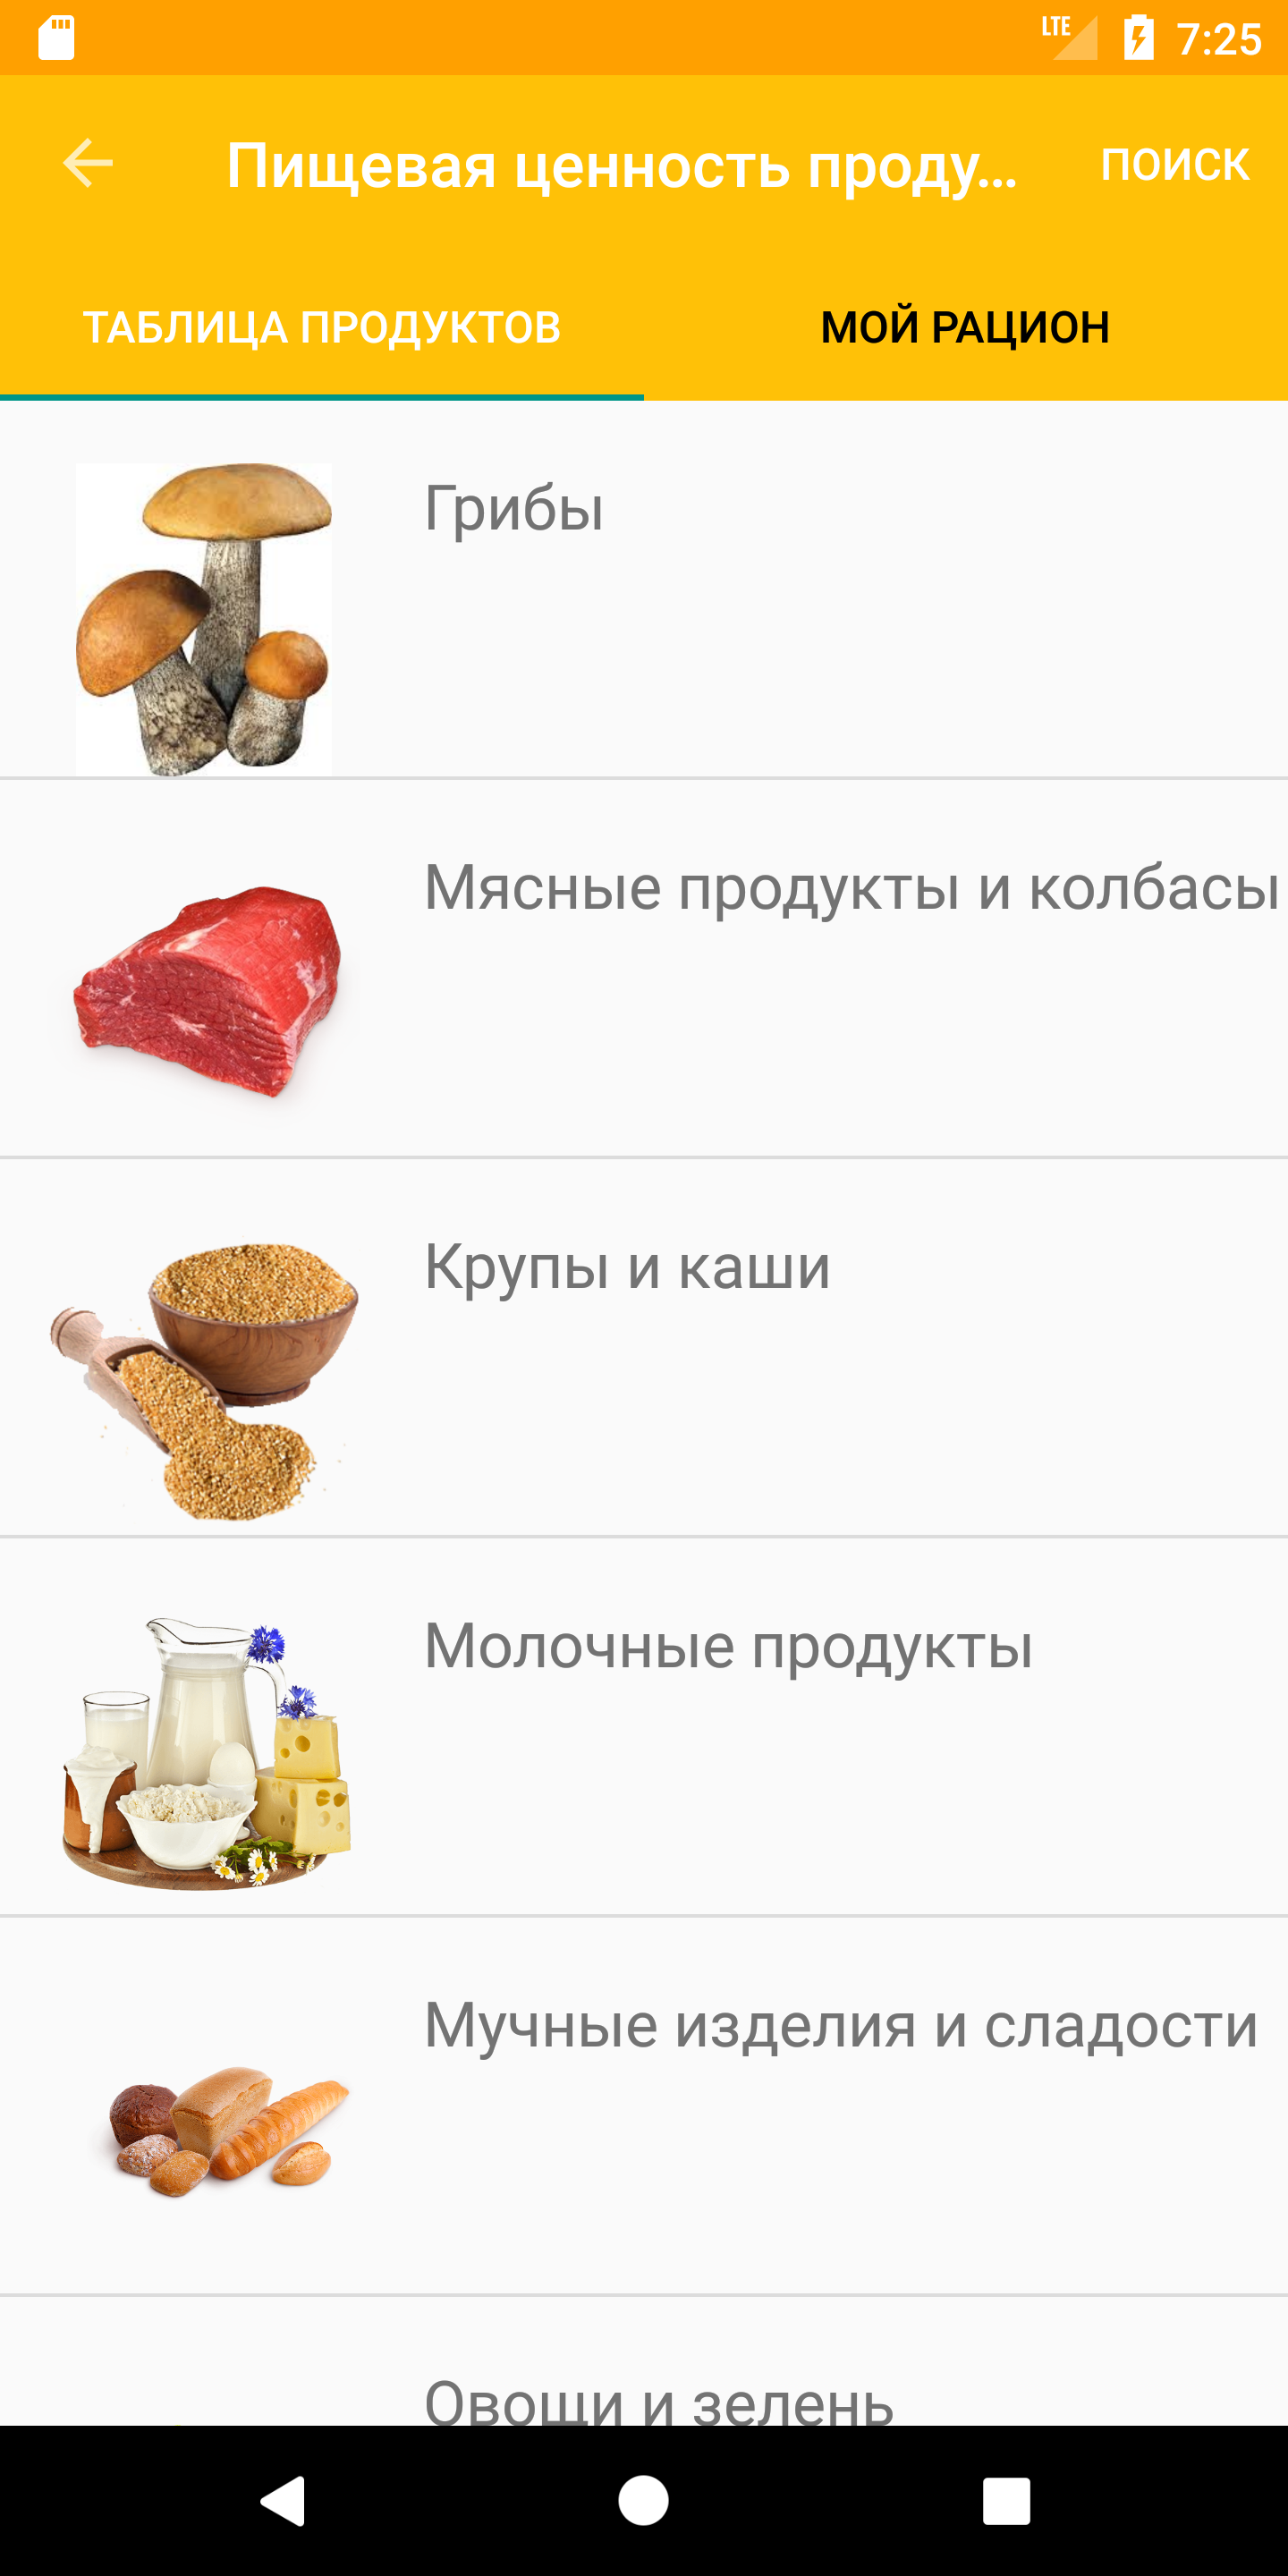 LTE 7:25
Пищевая ценность проду... ПОИСК
ТАБЛИЦА ПРОДУКТОВ МОЙ РАЦИОН
Грибы
Мясные продукты и колбасы
Крупы и каши
Молочные продукты
Мучные изделия и сладости
Овощи и зелень